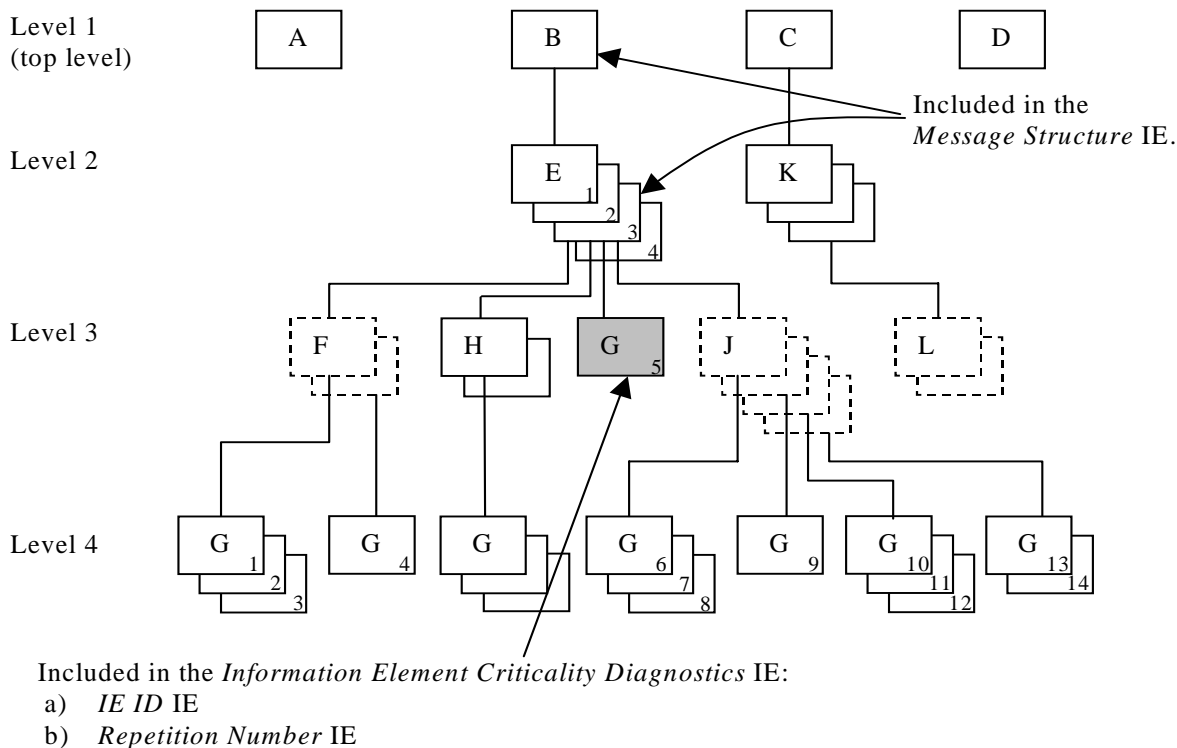 Level 1
(top level)
A
B
C
D
Included in the
Message Structure IE.
Level 2
E
1
2
3
4
K
Level 3
F
H
G
5
J
L
Level 4
G
1
2
3
G
4
G
G
6
7
8
G
9
G
10
11
12
G
13
14
Included in the Information Element Criticality Diagnostics IE:
a) IE ID IE
b) Repetition Number IE